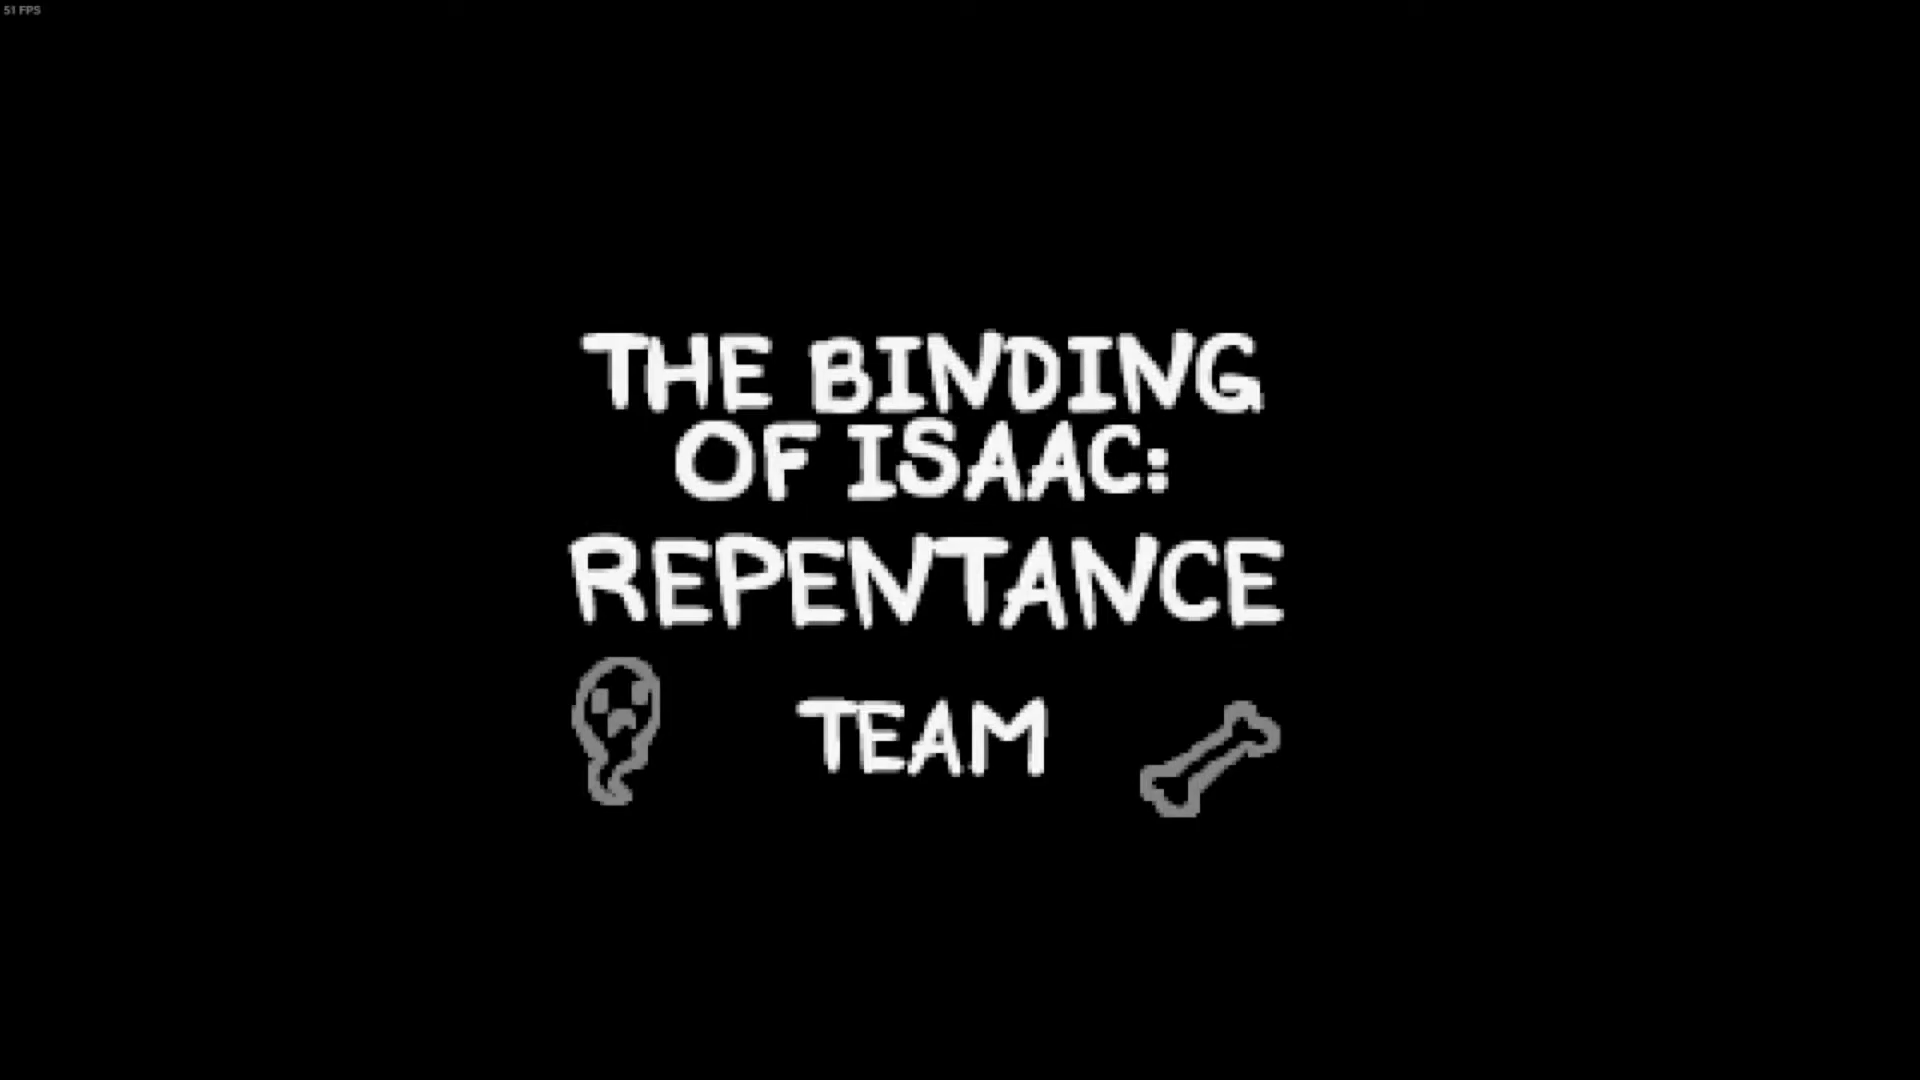 51 FPS
THE BINDING
OF ISAAC:
REPENTANCE
TEAM